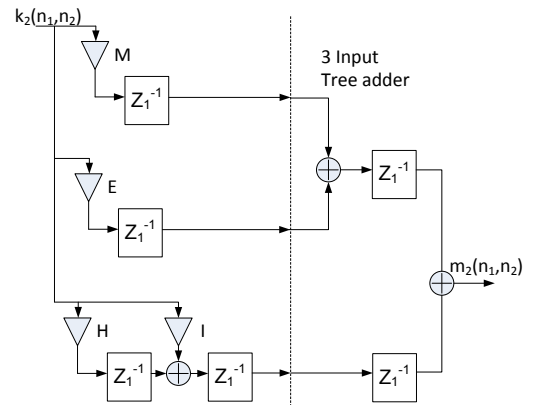 k₂(n₁,n₂)
M
3 Input
Tree adder
Z₁⁻¹
Z₁⁻¹
E
Z₁⁻¹
m₂(n₁,n₂)
H
I
Z₁⁻¹
Z₁⁻¹
Z₁⁻¹